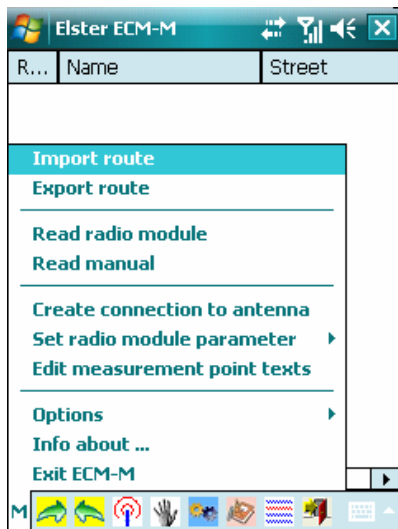 Elster ECM-M
R... Name Street
Import route
Export route
Read radio module
Read manual
Create connection to antenna
Set radio module parameter
Edit measurement point texts
Options
Info about ...
Exit ECM-M
M